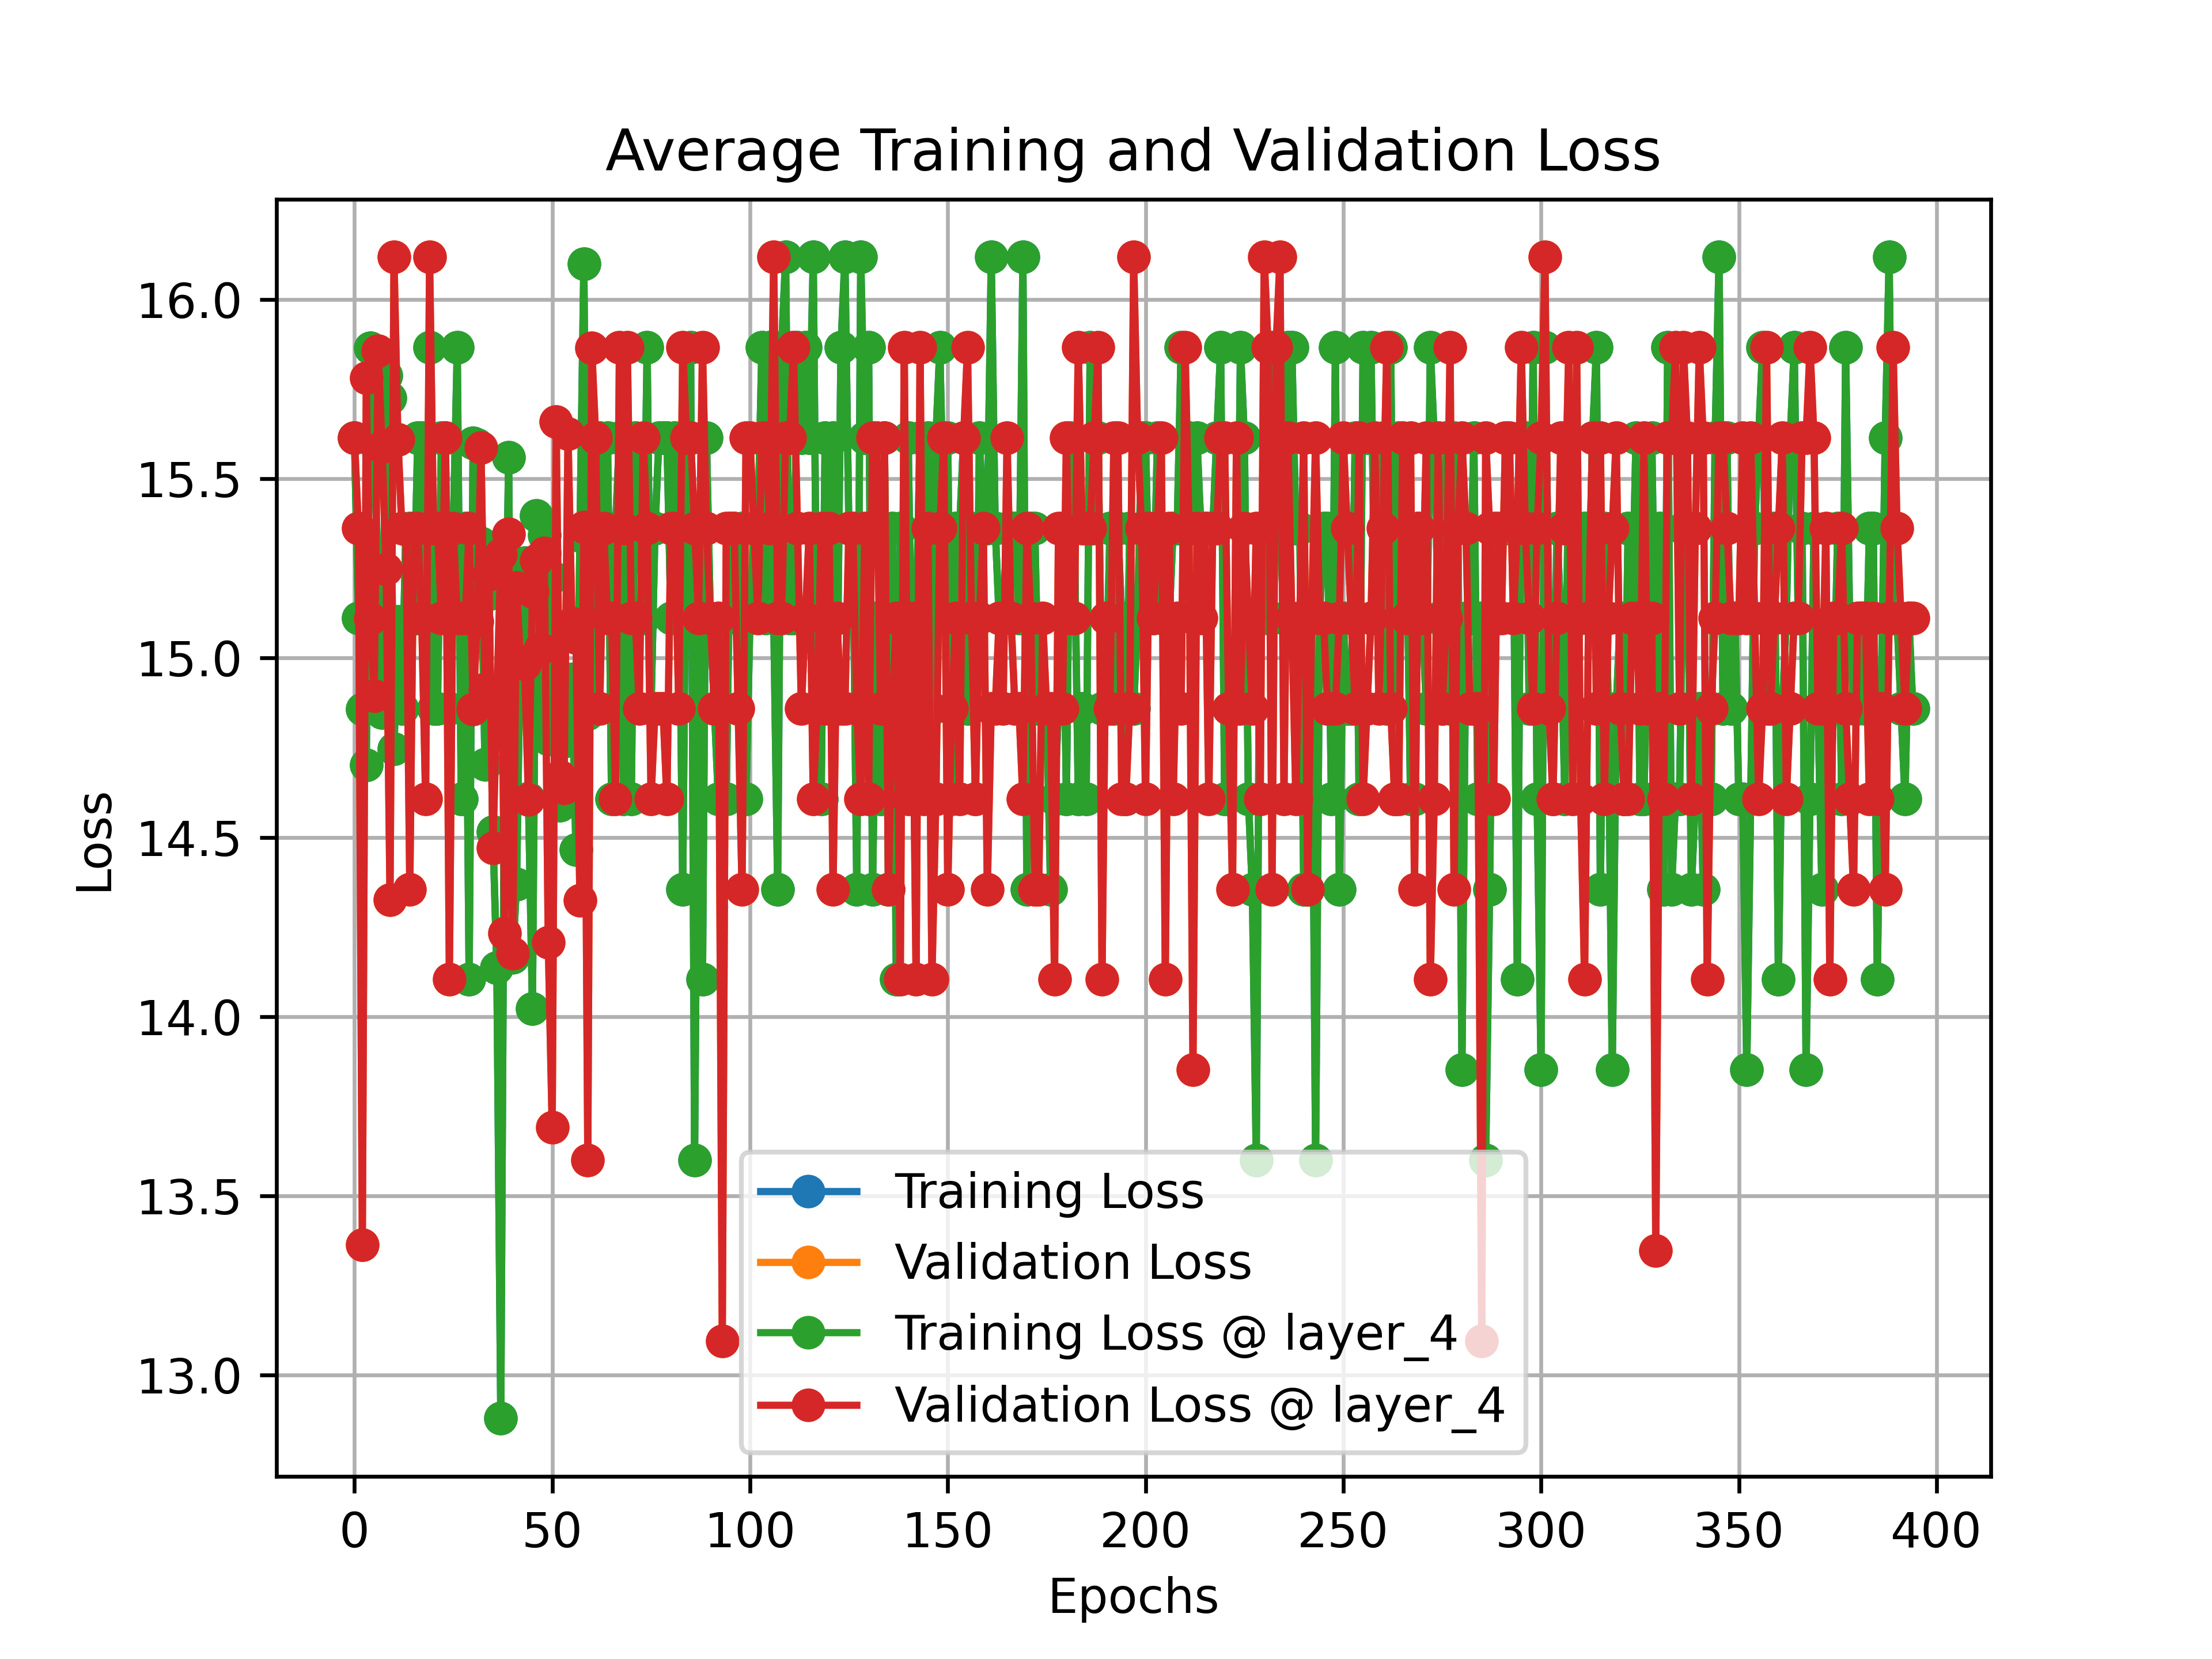 Average Training and Validation Loss
Loss
16.0
15.5
15.0
14.5
14.0
13.5
13.0
Training Loss
Validation Loss
Training Loss @ layer_4
Validation Loss @ layer_4
0 50 100 150 200 250 300 350 400
Epochs